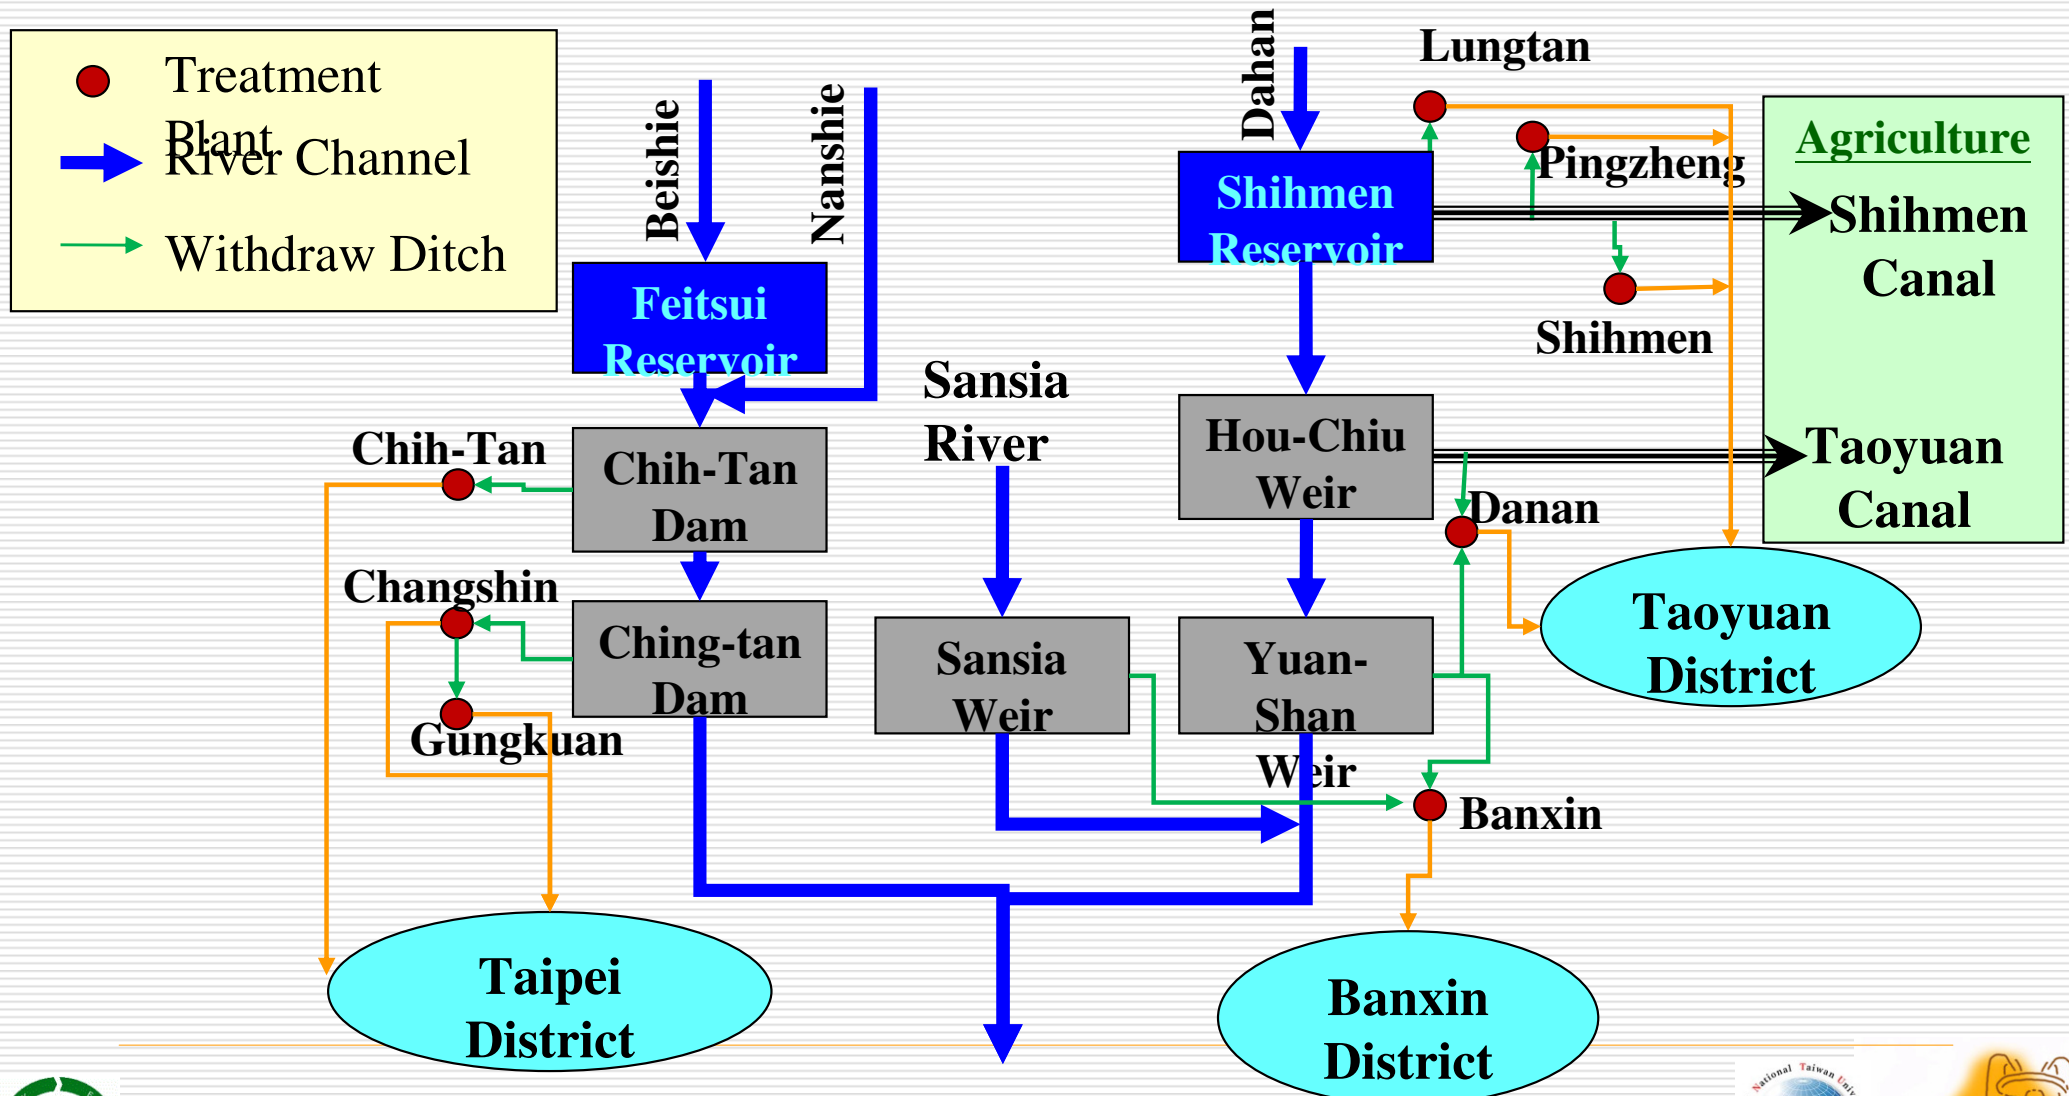 Treatment
Plant
River Channel
Withdraw Ditch
Beishie
Nanshie
Dahan
Lungtan
Pingzheng
Agriculture
Shihmen
Canal
Shihmen
Reservoir
Shihmen
Feitsui
Reservoir
Sansia
River
Hou-Chiu
Weir
Taoyuan
Canal
Chih-Tan
Chih-Tan
Dam
Danan
Changshin
Ching-tan
Dam
Sansia
Weir
Yuan-
Shan
Weir
Taoyuan
District
Gungkuan
Banxin
Taipei
District
Banxin
District
National Taiwan